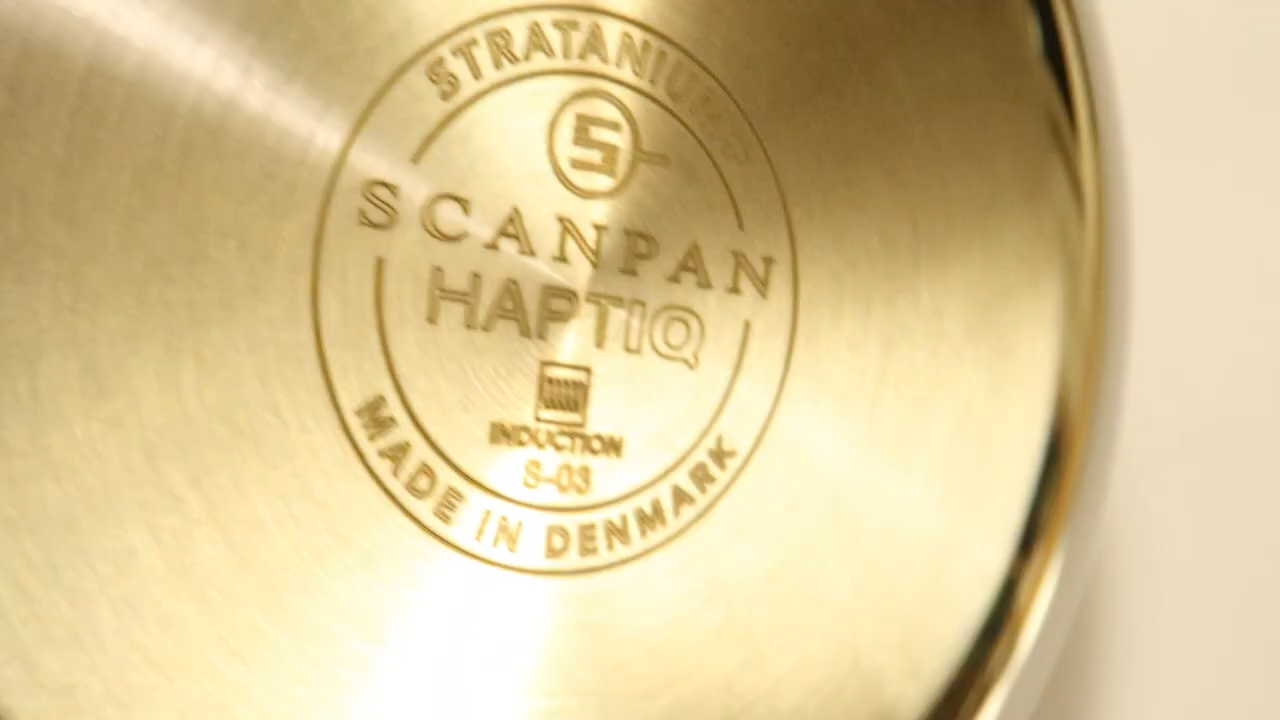 STRATANIUM
S
SCANPAN
HAPTIQ
INDUCTION
S-03
MADE IN DENMARK